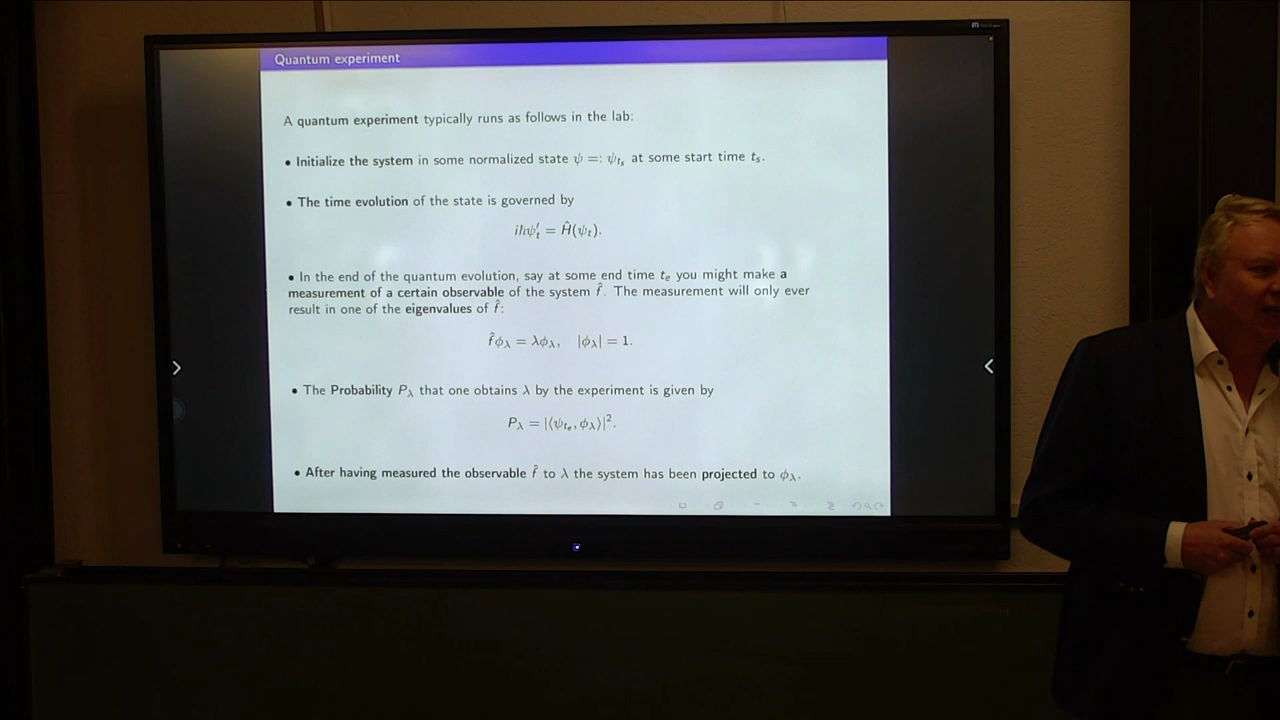 Quantum experiment
A quantum experiment typically runs as follows in the lab:
• Initialize the system in some normalized state ψ =: ψ_{t_s} at some start time t_s.
• The time evolution of the state is governed by
iℏψ′_t = Ĥ(ψ_t).
• In the end of the quantum evolution, say at some end time t_e you might make a
measurement of a certain observable of the system f̂. The measurement will only ever
result in one of the eigenvalues of f̂:
f̂ϕ_λ = λϕ_λ, |ϕ_λ| = 1.
• The Probability P_λ that one obtains λ by the experiment is given by
P_λ = |⟨ψ_{t_e}, ϕ_λ⟩|².
• After having measured the observable f̂ to λ the system has been projected to ϕ_λ.